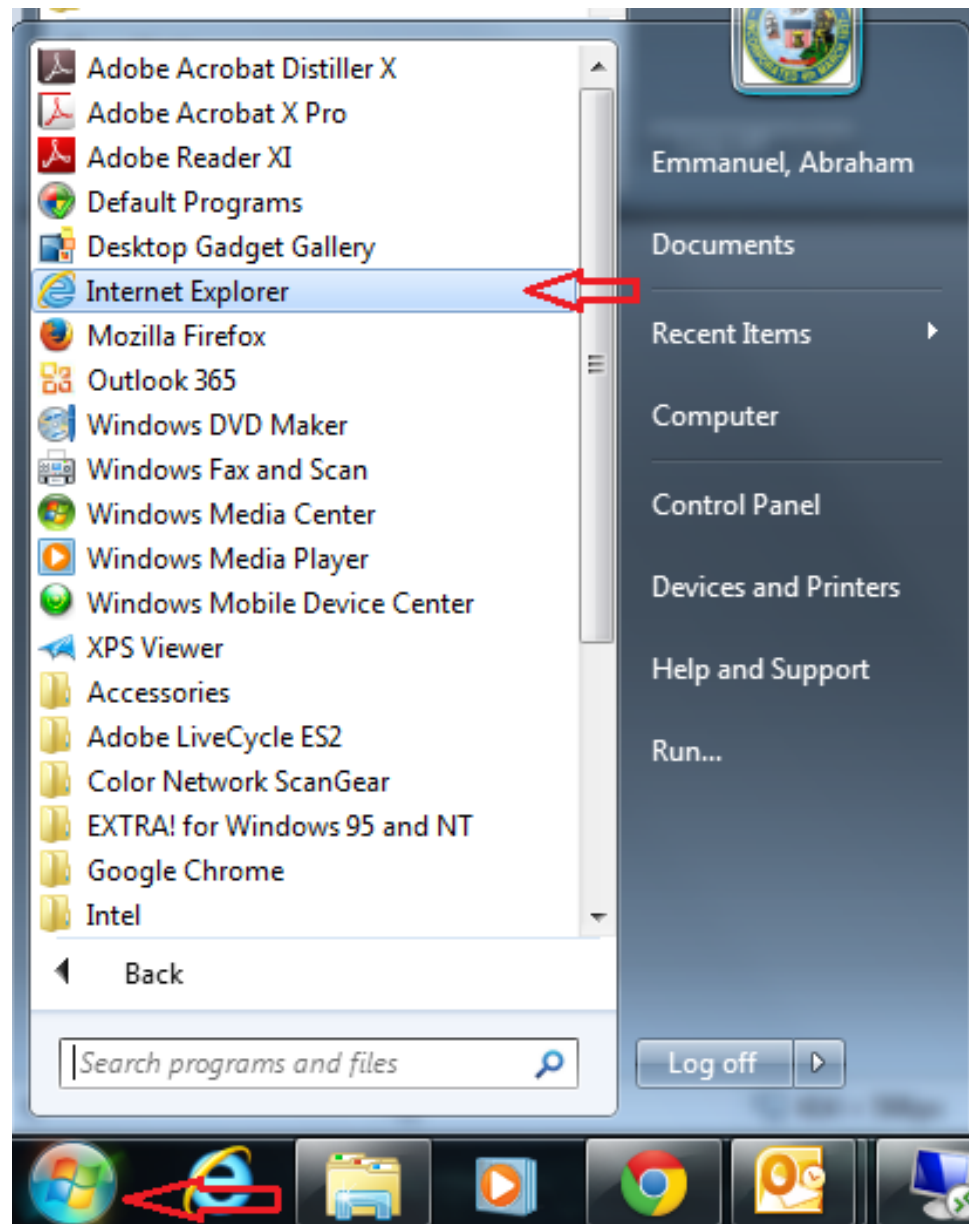 Adobe Acrobat Distiller X
Adobe Acrobat X Pro
Adobe Reader XI
Default Programs
Desktop Gadget Gallery
Internet Explorer
Mozilla Firefox
Outlook 365
Windows DVD Maker
Windows Fax and Scan
Windows Media Center
Windows Media Player
Windows Mobile Device Center
XPS Viewer
Accessories
Adobe LiveCycle ES2
Color Network ScanGear
EXTRA! for Windows 95 and NT
Google Chrome
Intel
Back
Search programs and files
INCORPORATED 4th MARCH 1837
Emmanuel, Abraham
Documents
Recent Items
Computer
Control Panel
Devices and Printers
Help and Support
Run...
Log off